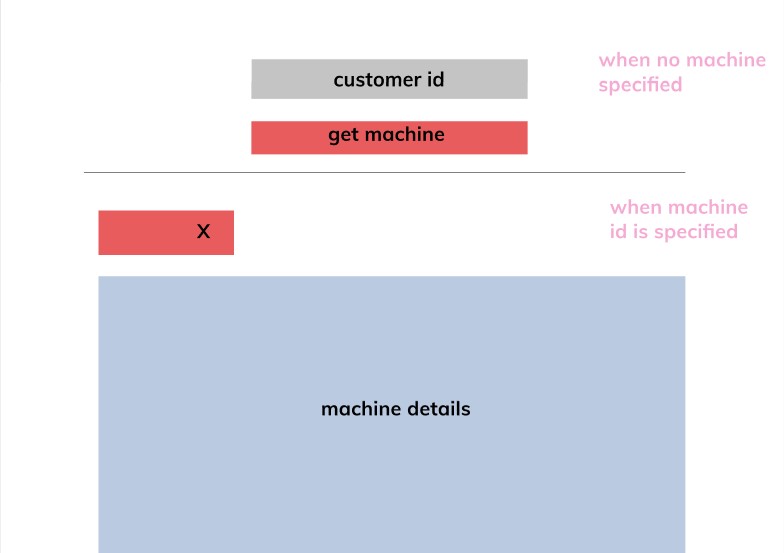 customer id
when no machine
specified
get machine
when machine
id is specified
X
machine details